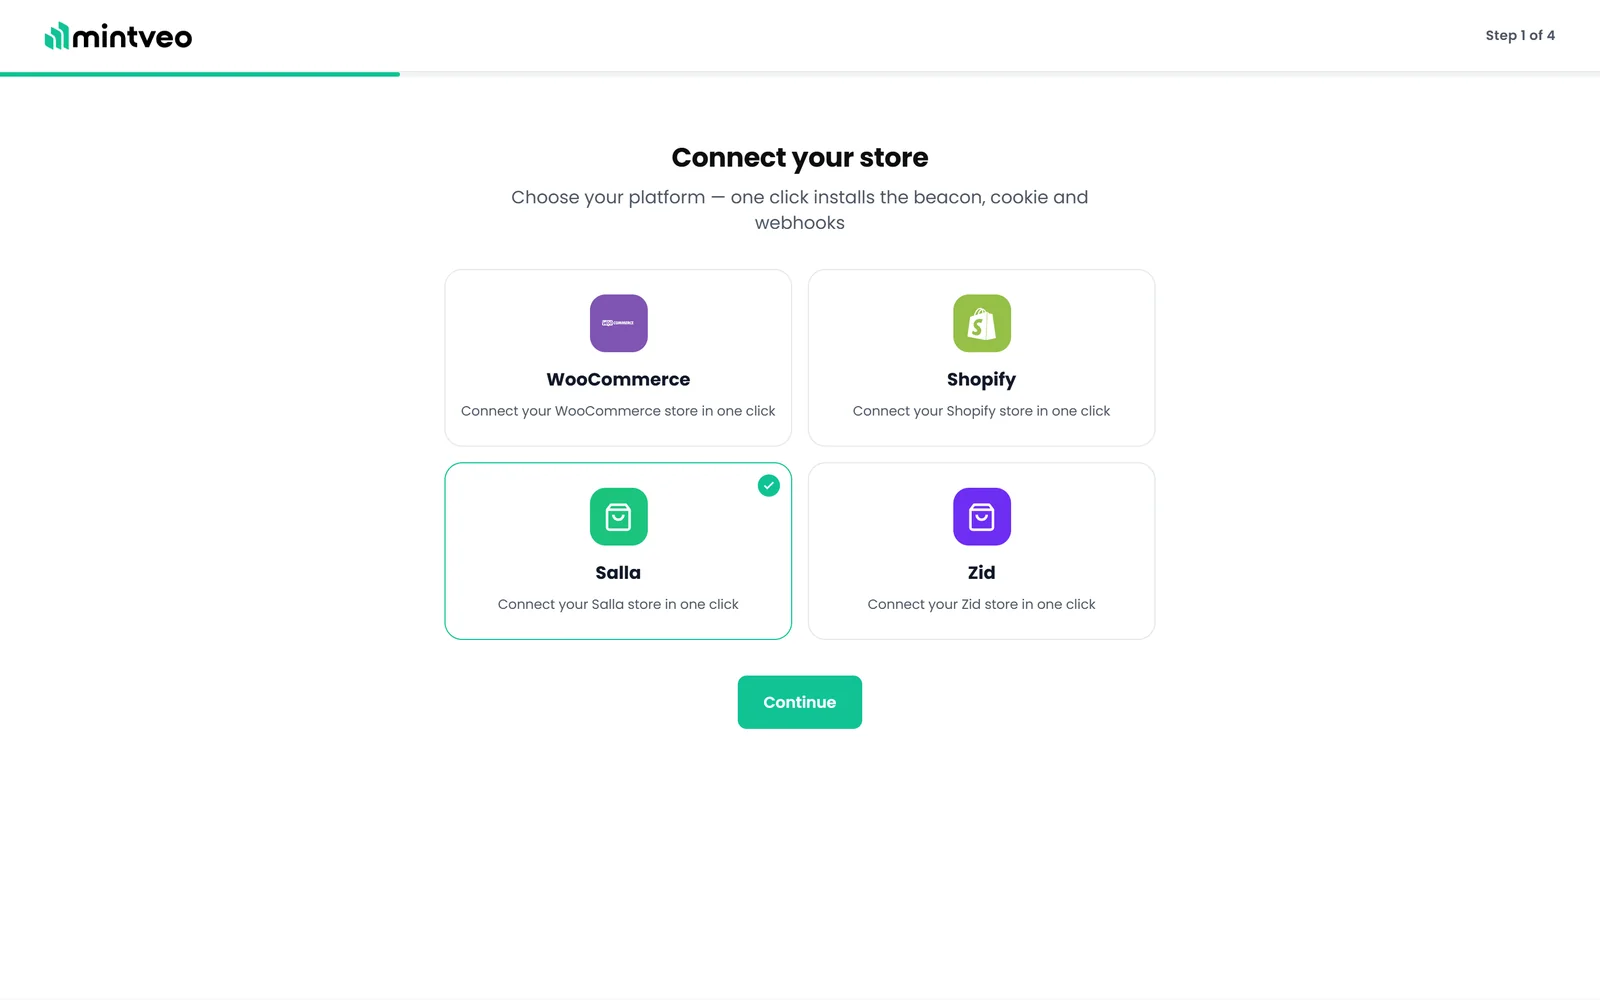 mintveo
Step 1 of 4
Connect your store
Choose your platform — one click installs the beacon, cookie and
webhooks
WOO COMMERCE
WooCommerce
Connect your WooCommerce store in one click
Shopify
Connect your Shopify store in one click
Salla
Connect your Salla store in one click
Zid
Connect your Zid store in one click
Continue